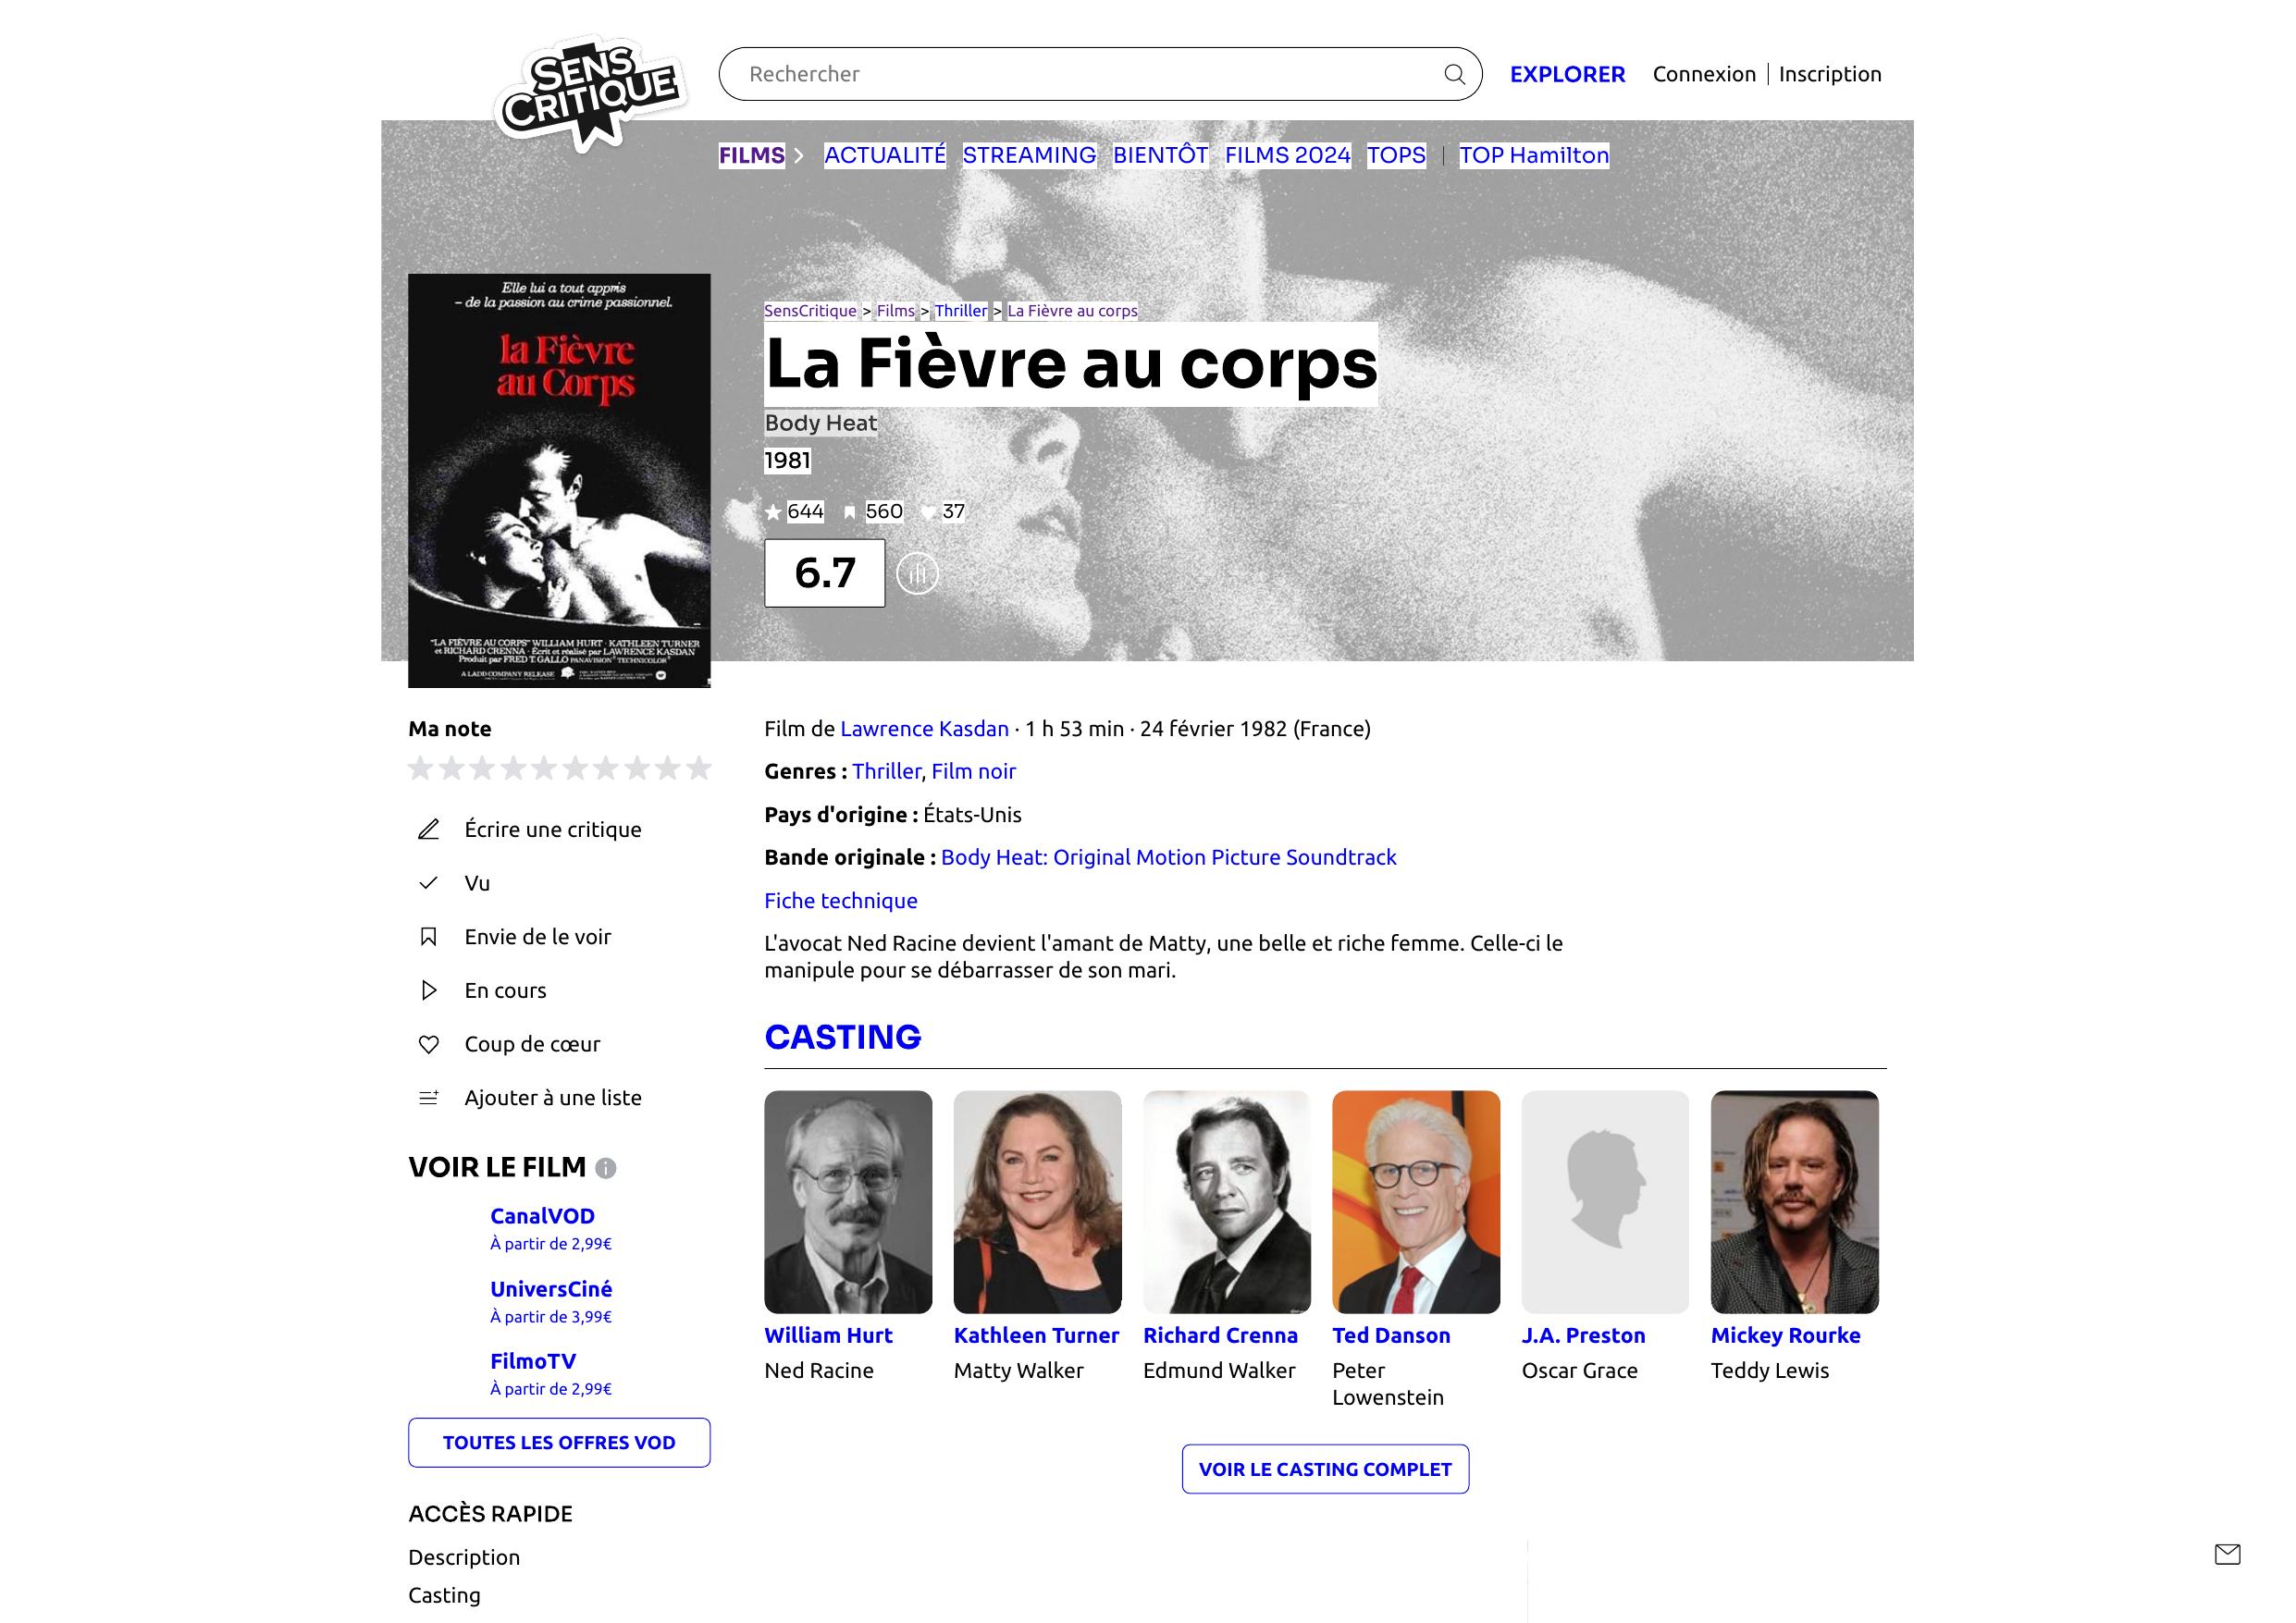 SENS
CRITIQUE
Rechercher
EXPLORER Connexion | Inscription
FILMS ACTUALITÉ STREAMING BIENTÔT FILMS 2024 TOPS | TOP Hamilton
Elle lui a tout appris
– de la passion au crime passionnel.
la Fièvre
au Corps
"LA FIÈVRE AU CORPS" WILLIAM HURT · KATHLEEN TURNER
et RICHARD CRENNA · Écrit et réalisé par LAWRENCE KASDAN
Produit par FRED T. GALLO PANAVISION® TECHNICOLOR®
A LADD COMPANY RELEASE
SensCritique > Films > Thriller > La Fièvre au corps
La Fièvre au corps
Body Heat
1981
644 560 37
6.7
Ma note
Écrire une critique
Vu
Envie de le voir
En cours
Coup de cœur
Ajouter à une liste
VOIR LE FILM
CanalVOD
À partir de 2,99€
UniversCiné
À partir de 3,99€
FilmoTV
À partir de 2,99€
TOUTES LES OFFRES VOD
ACCÈS RAPIDE
Description
Casting
Film de Lawrence Kasdan · 1 h 53 min · 24 février 1982 (France)
Genres : Thriller, Film noir
Pays d'origine : États-Unis
Bande originale : Body Heat: Original Motion Picture Soundtrack
Fiche technique
L'avocat Ned Racine devient l'amant de Matty, une belle et riche femme. Celle-ci le
manipule pour se débarrasser de son mari.
CASTING
William Hurt
Ned Racine
Kathleen Turner
Matty Walker
Richard Crenna
Edmund Walker
Ted Danson
Peter
Lowenstein
J.A. Preston
Oscar Grace
Mickey Rourke
Teddy Lewis
VOIR LE CASTING COMPLET